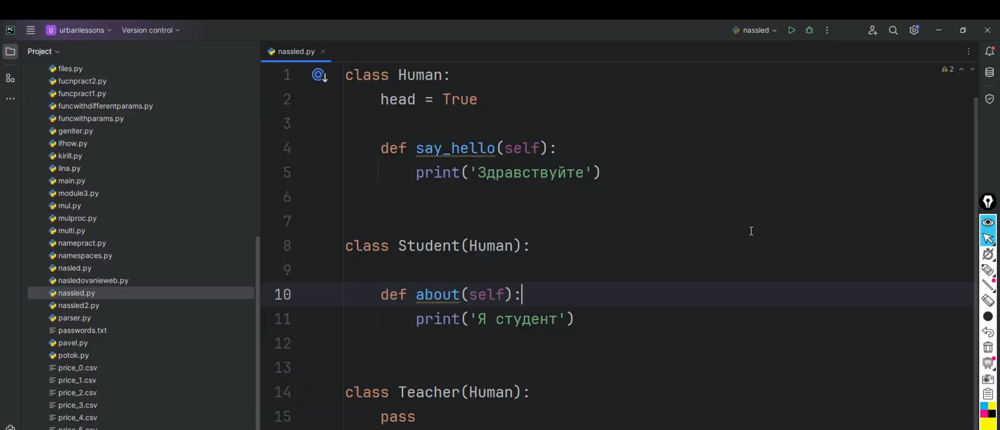 PC U urbanlessons Version control nassled
Project nassled.py
files.py
fucnpract2.py
funcpract1.py
funcwithdifferentparams.py
funcwithparams.py
geniter.py
ifhow.py
kirill.py
lina.py
main.py
module3.py
mul.py
mulproc.py
multi.py
namepract.py
namespaces.py
nasled.py
nasledovanieweb.py
nassled.py
nassled2.py
parser.py
passwords.txt
pavel.py
potok.py
price_0.csv
price_1.csv
price_2.csv
price_3.csv
price_4.csv
price_5.csv
2
1 class Human:
2 head = True
3
4 def say_hello(self):
5 print('Здравствуйте')
6
7
8 class Student(Human):
9
10 def about(self):
11 print('Я студент')
12
13
14 class Teacher(Human):
15 pass